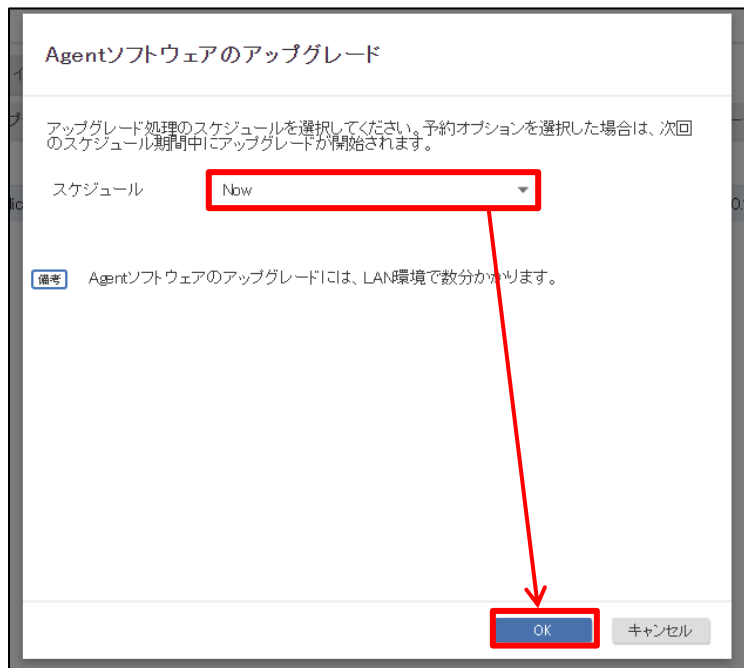 Agentソフトウェアのアップグレード
アップグレード処理のスケジュールを選択してください。予約オプションを選択した場合は、次回
のスケジュール期間中にアップグレードが開始されます。
スケジュール Now
備考 Agentソフトウェアのアップグレードには、LAN環境で数分かかります。
OK キャンセル